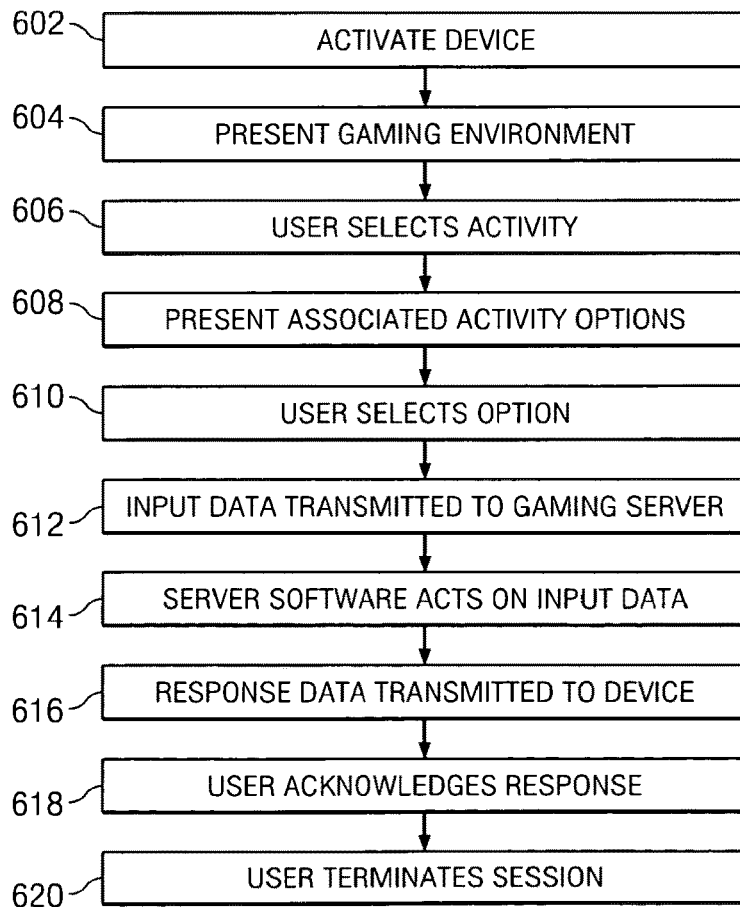 602 ACTIVATE DEVICE
604 PRESENT GAMING ENVIRONMENT
606 USER SELECTS ACTIVITY
608 PRESENT ASSOCIATED ACTIVITY OPTIONS
610 USER SELECTS OPTION
612 INPUT DATA TRANSMITTED TO GAMING SERVER
614 SERVER SOFTWARE ACTS ON INPUT DATA
616 RESPONSE DATA TRANSMITTED TO DEVICE
618 USER ACKNOWLEDGES RESPONSE
620 USER TERMINATES SESSION